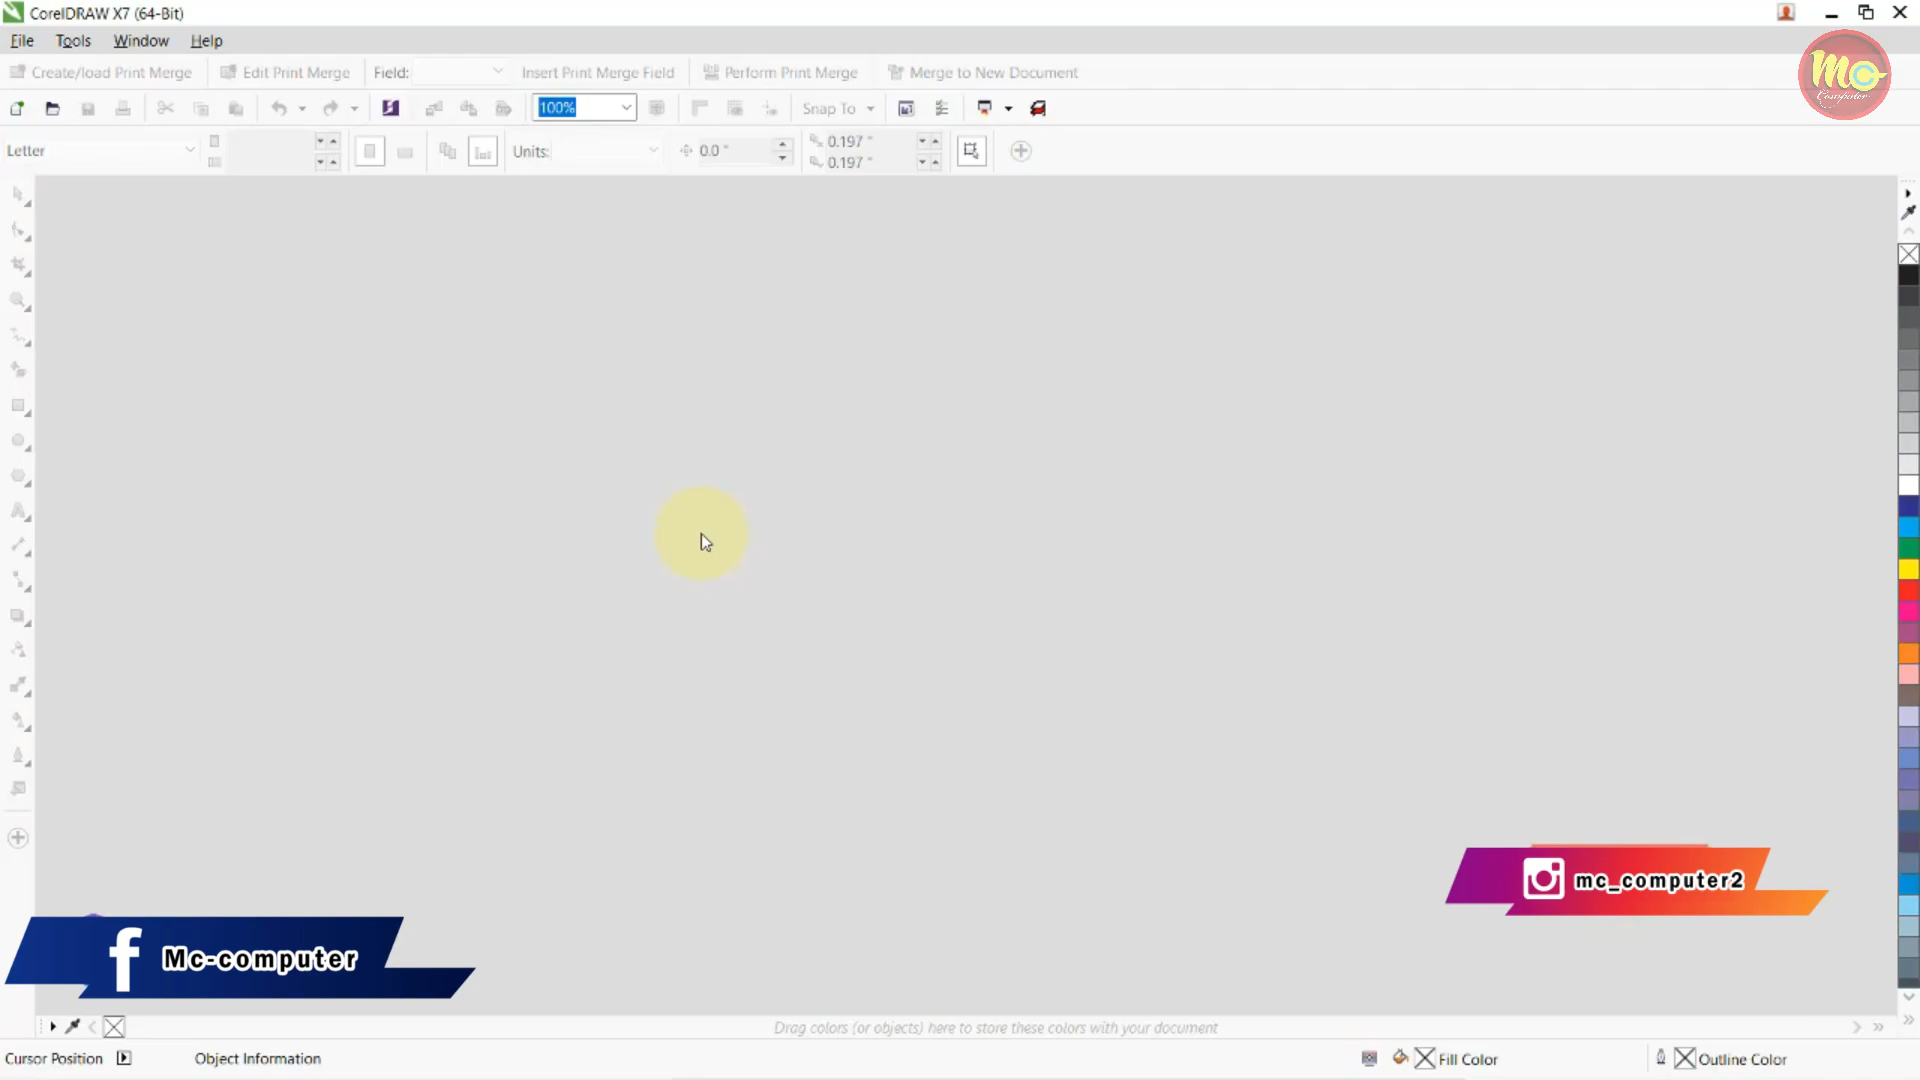 CorelDRAW X7 (64-Bit)
File Tools Window Help
Create/load Print Merge Edit Print Merge Field: Insert Print Merge Field Perform Print Merge Merge to New Document
100% Snap To
Letter Units: 0.0 " 0.197 "
0.197 "
Mc
Computer
mc_computer2
f Mc-computer
Drag colors (or objects) here to store these colors with your document
Cursor Position Object Information Fill Color Outline Color